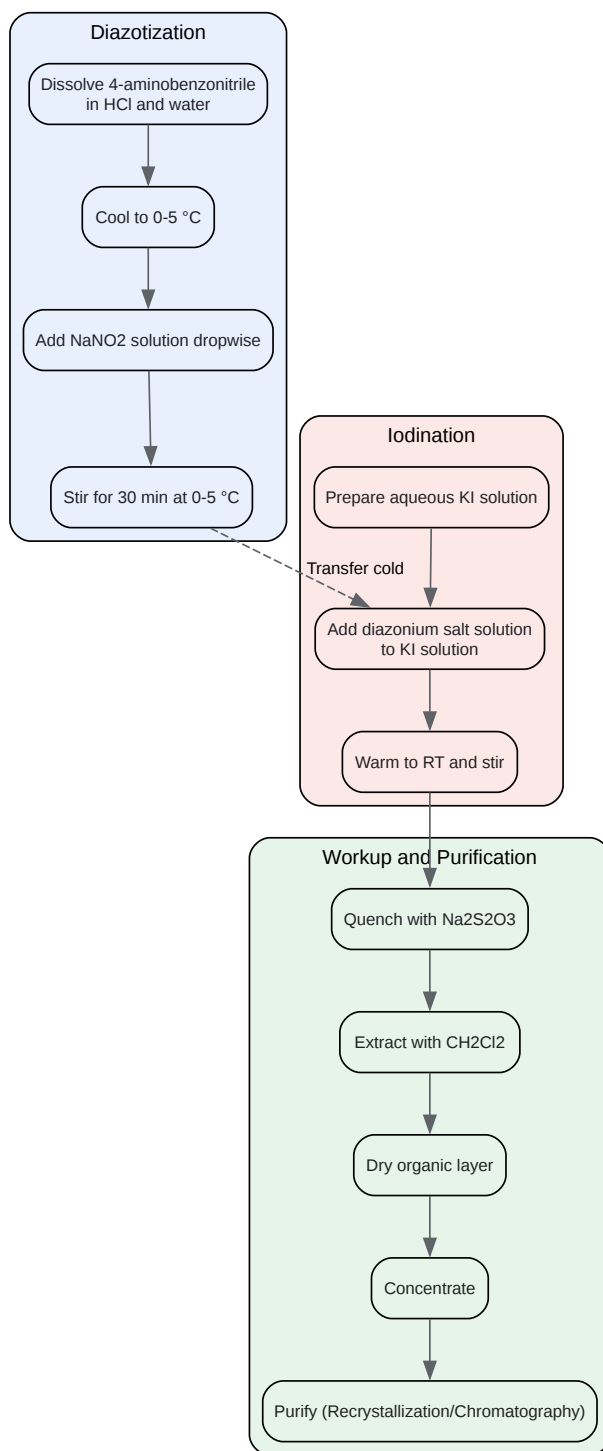 Diazotization
Dissolve 4-aminobenzonitrile
in HCl and water
Cool to 0-5 °C
Add NaNO2 solution dropwise
Stir for 30 min at 0-5 °C
Iodination
Prepare aqueous KI solution
Transfer cold
Add diazonium salt solution
to KI solution
Warm to RT and stir
Workup and Purification
Quench with Na2S2O3
Extract with CH2Cl2
Dry organic layer
Concentrate
Purify (Recrystallization/Chromatography)